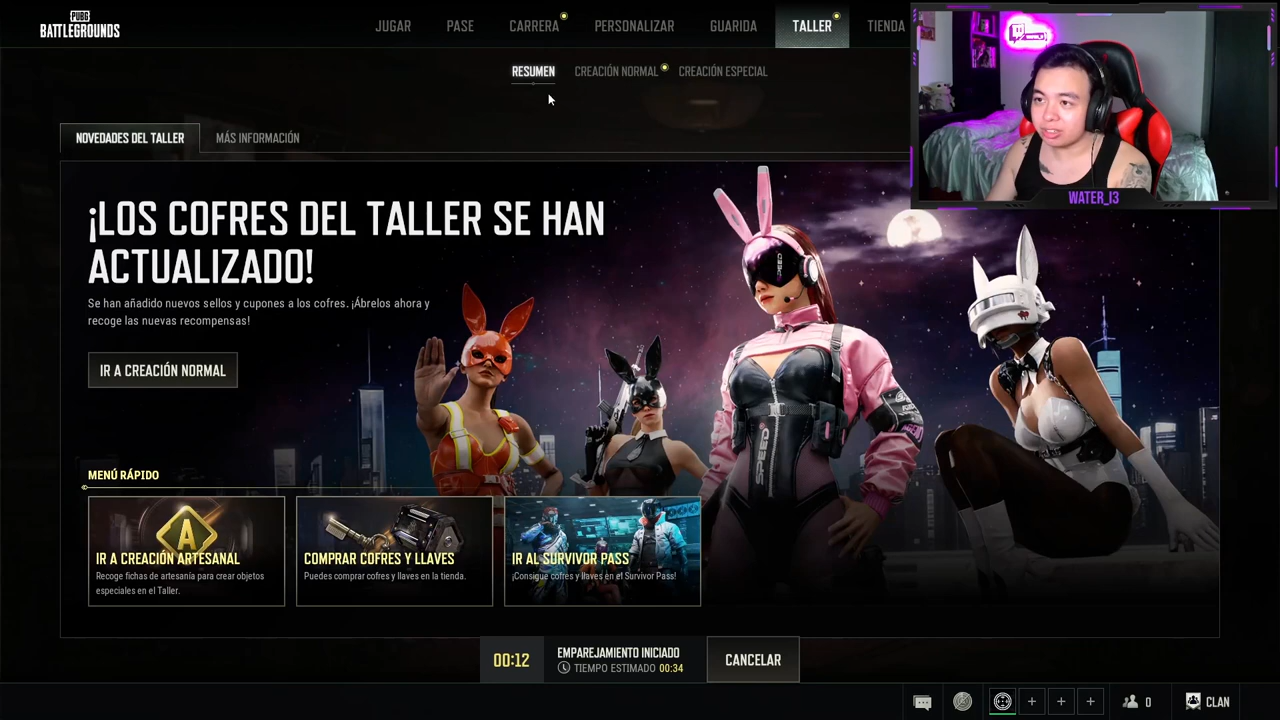 PUBG
BATTLEGROUNDS
JUGAR
PASE
CARRERA
PERSONALIZAR
GUARIDA
TALLER
TIENDA
RESUMEN
CREACIÓN NORMAL
CREACIÓN ESPECIAL
NOVEDADES DEL TALLER
MÁS INFORMACIÓN
WATER_I3
¡LOS COFRES DEL TALLER SE HAN
ACTUALIZADO!
Se han añadido nuevos sellos y cupones a los cofres. ¡Ábrelos ahora y
recoge las nuevas recompensas!
IR A CREACIÓN NORMAL
SPEED
MENÚ RÁPIDO
A
IR A CREACIÓN ARTESANAL
Recoge fichas de artesanía para crear objetos
especiales en el Taller.
COMPRAR COFRES Y LLAVES
Puedes comprar cofres y llaves en la tienda.
IR AL SURVIVOR PASS
¡Consigue cofres y llaves en el Survivor Pass!
00:12
EMPAREJAMIENTO INICIADO
TIEMPO ESTIMADO 00:34
CANCELAR
0
CLAN